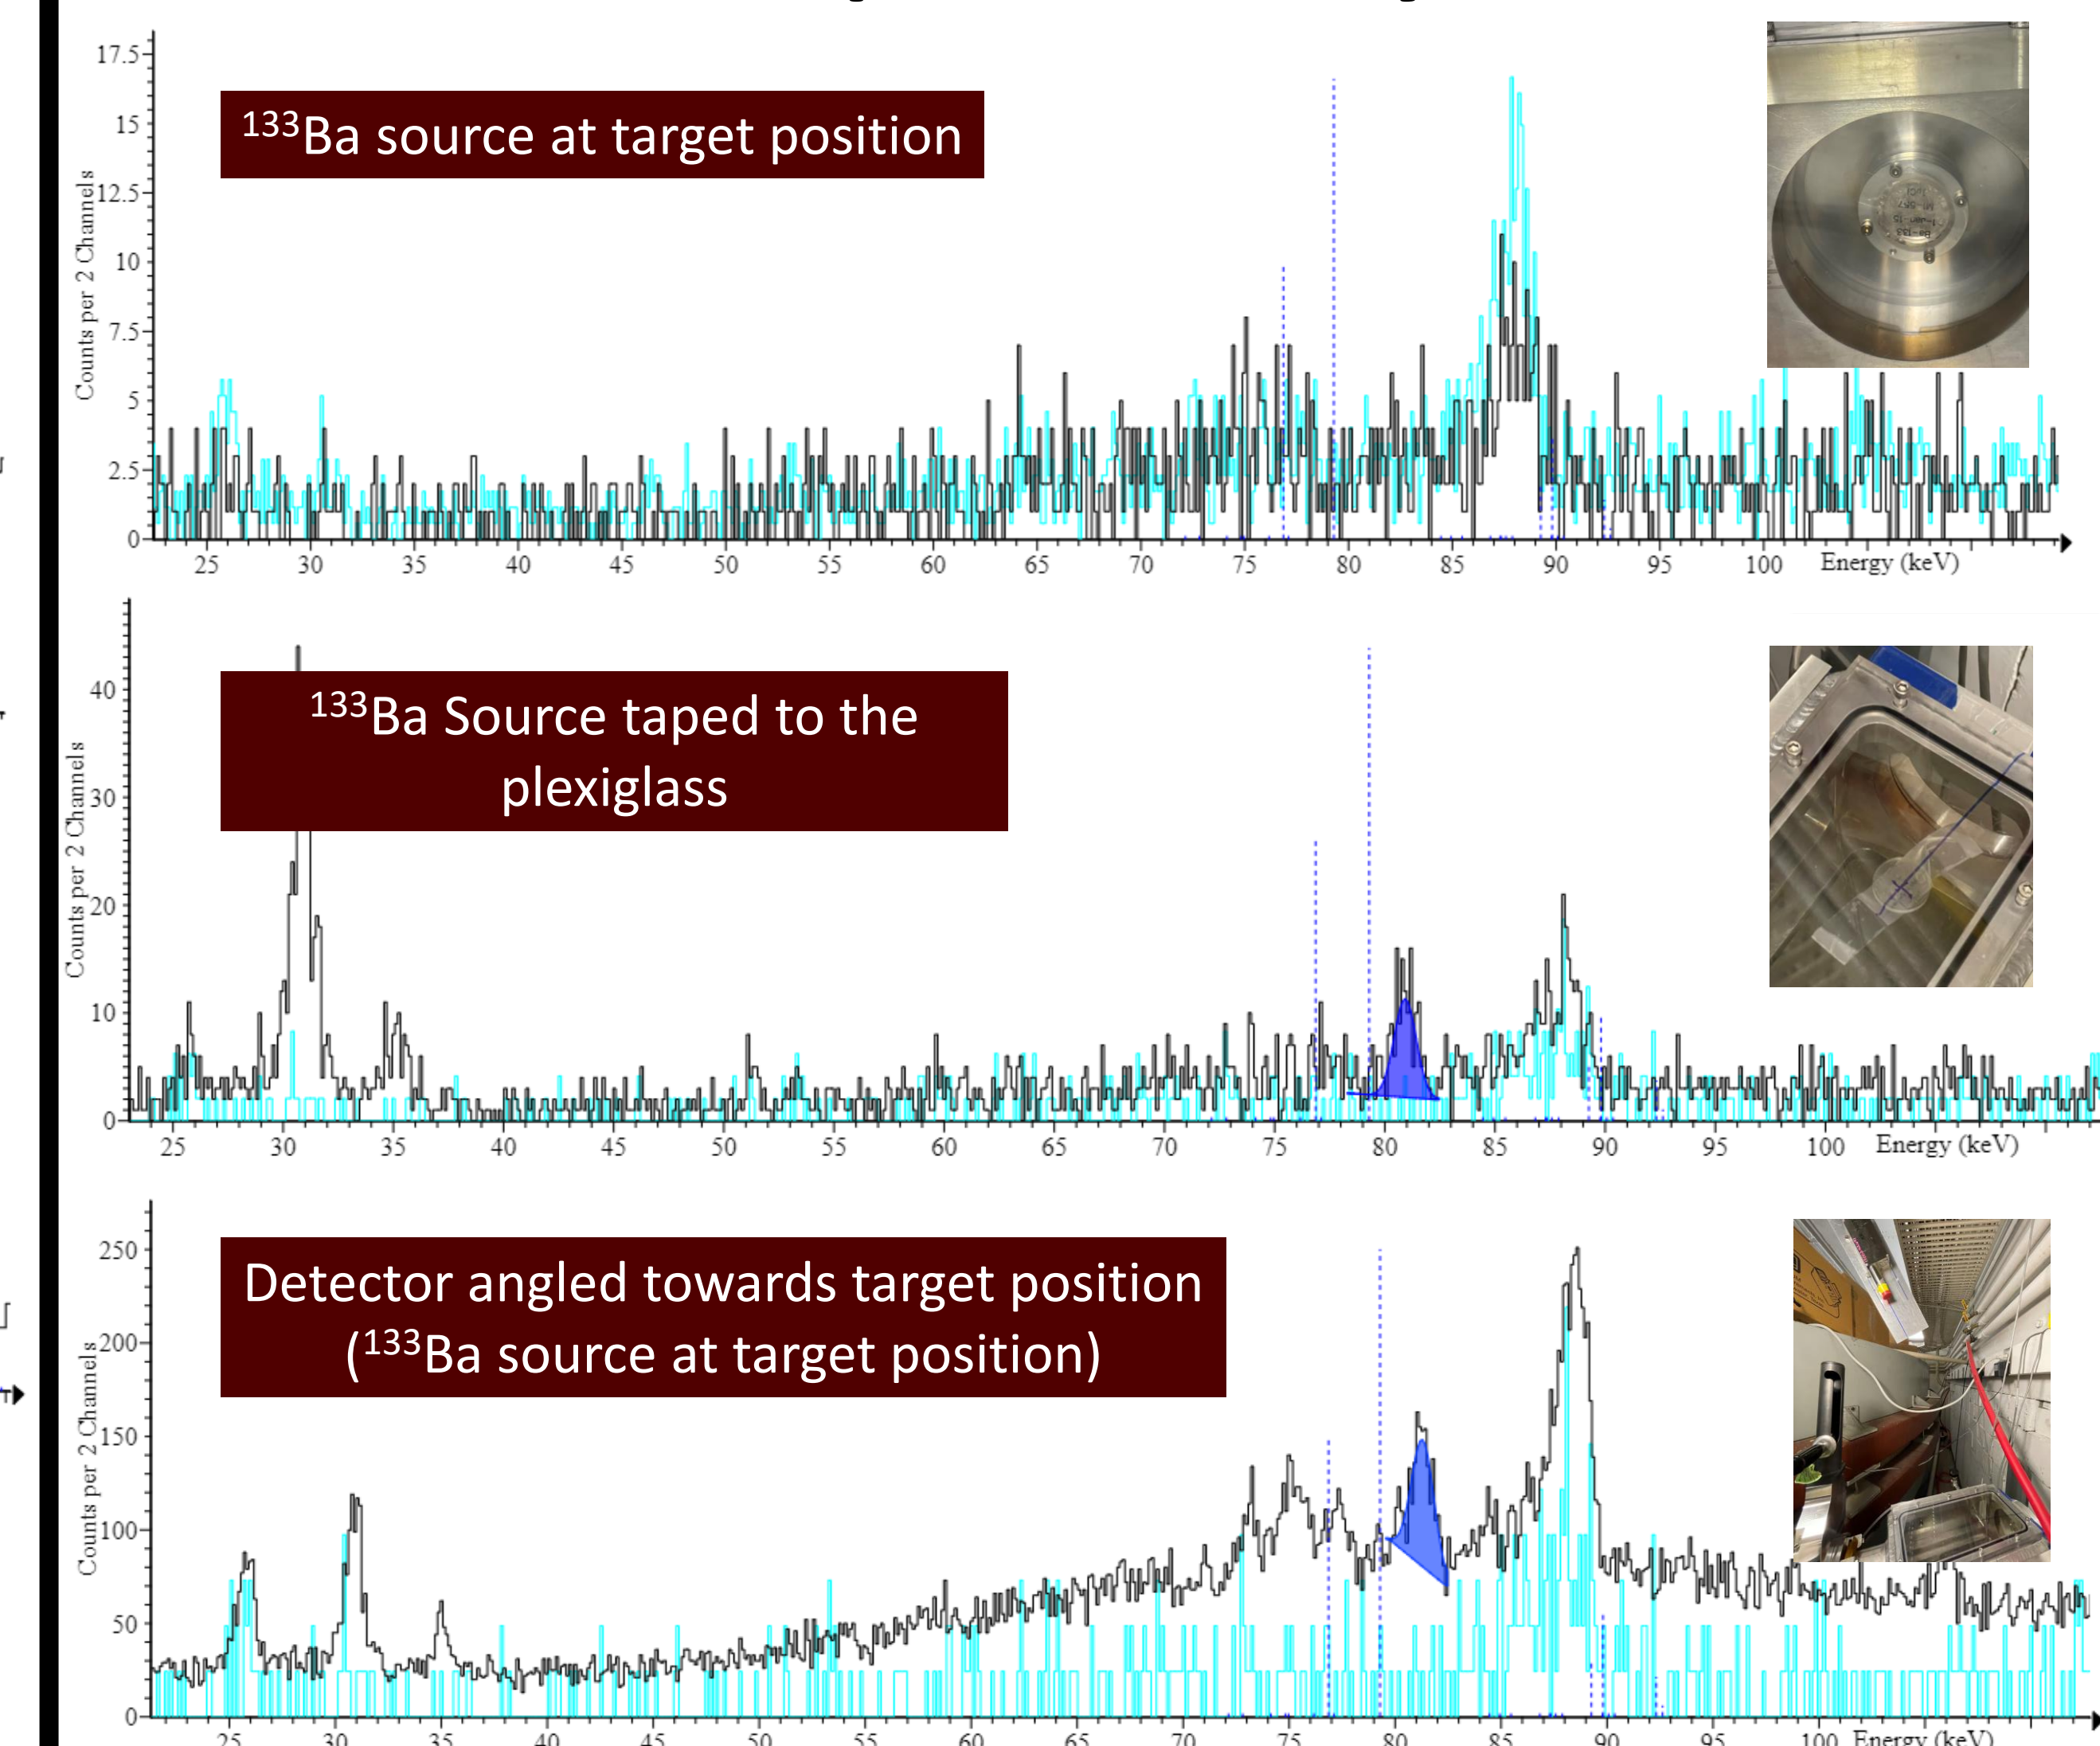 17.5
15
12.5
10
7.5
5
2.5
0
Counts per 2 Channels
¹³³Ba source at target position
25 30 35 40 45 50 55 60 65 70 75 80 85 90 95 100 Energy (keV)
40
30
20
10
0
Counts per 2 Channels
¹³³Ba Source taped to the
plexiglass
25 30 35 40 45 50 55 60 65 70 75 80 85 90 95 100 Energy (keV)
250
200
150
100
50
0
Counts per 2 Channels
Detector angled towards target position
(¹³³Ba source at target position)
25 30 35 40 45 50 55 60 65 70 75 80 85 90 95 100 Energy (keV)